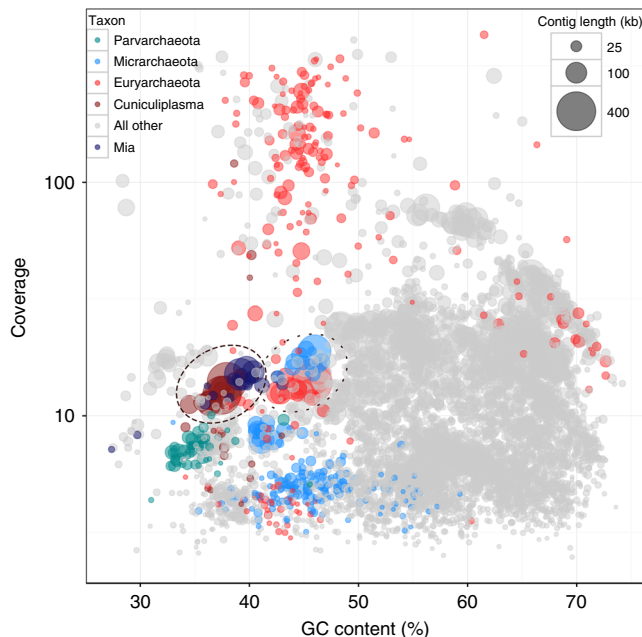 Taxon
Parvarchaeota
Micrarchaeota
Euryarchaeota
Cuniculiplasma
All other
Mia
Contig length (kb)
25
100
400
Coverage
100
10
30 40 50 60 70
GC content (%)